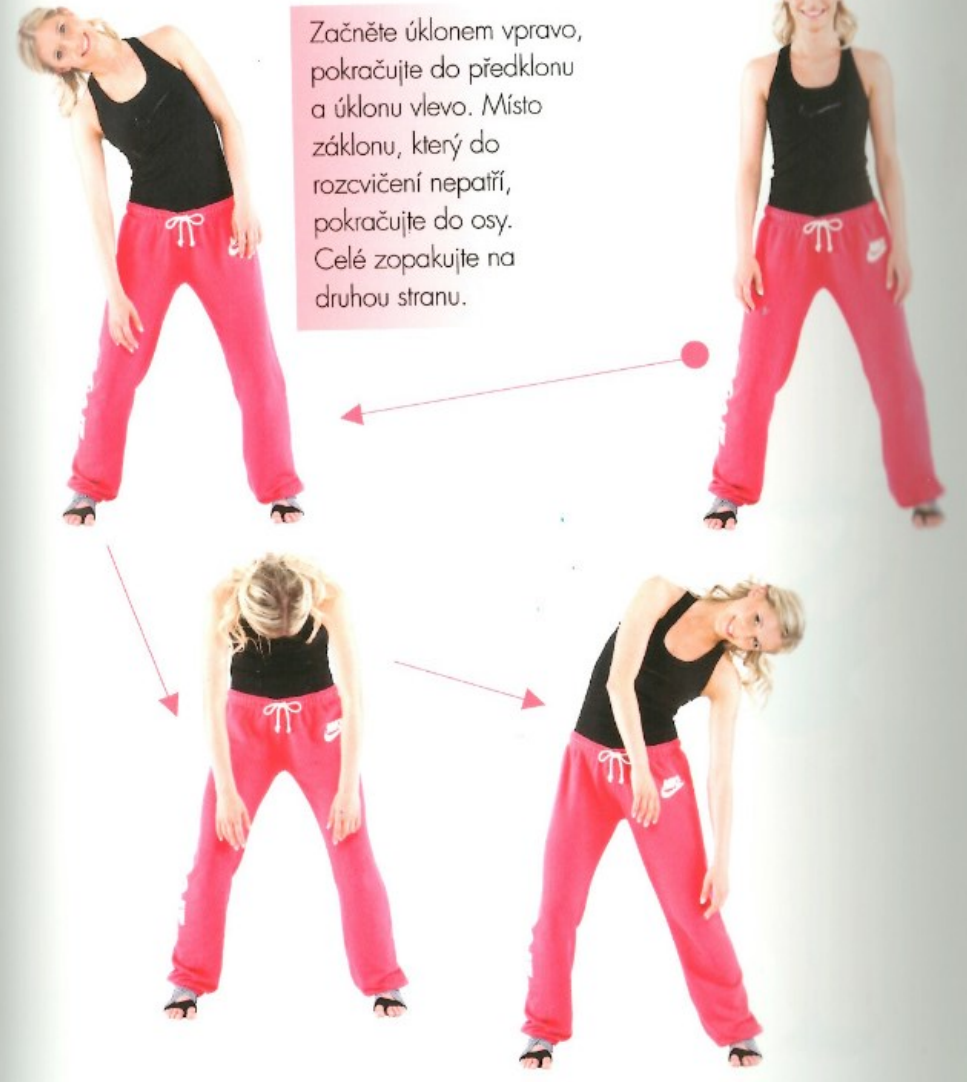 Začněte úklonem vpravo,
pokračujte do předklonu
a úklonu vlevo. Místo
záklonu, který do
rozcvičení nepatří,
pokračujte do osy.
Celé zopakujte na
druhou stranu.